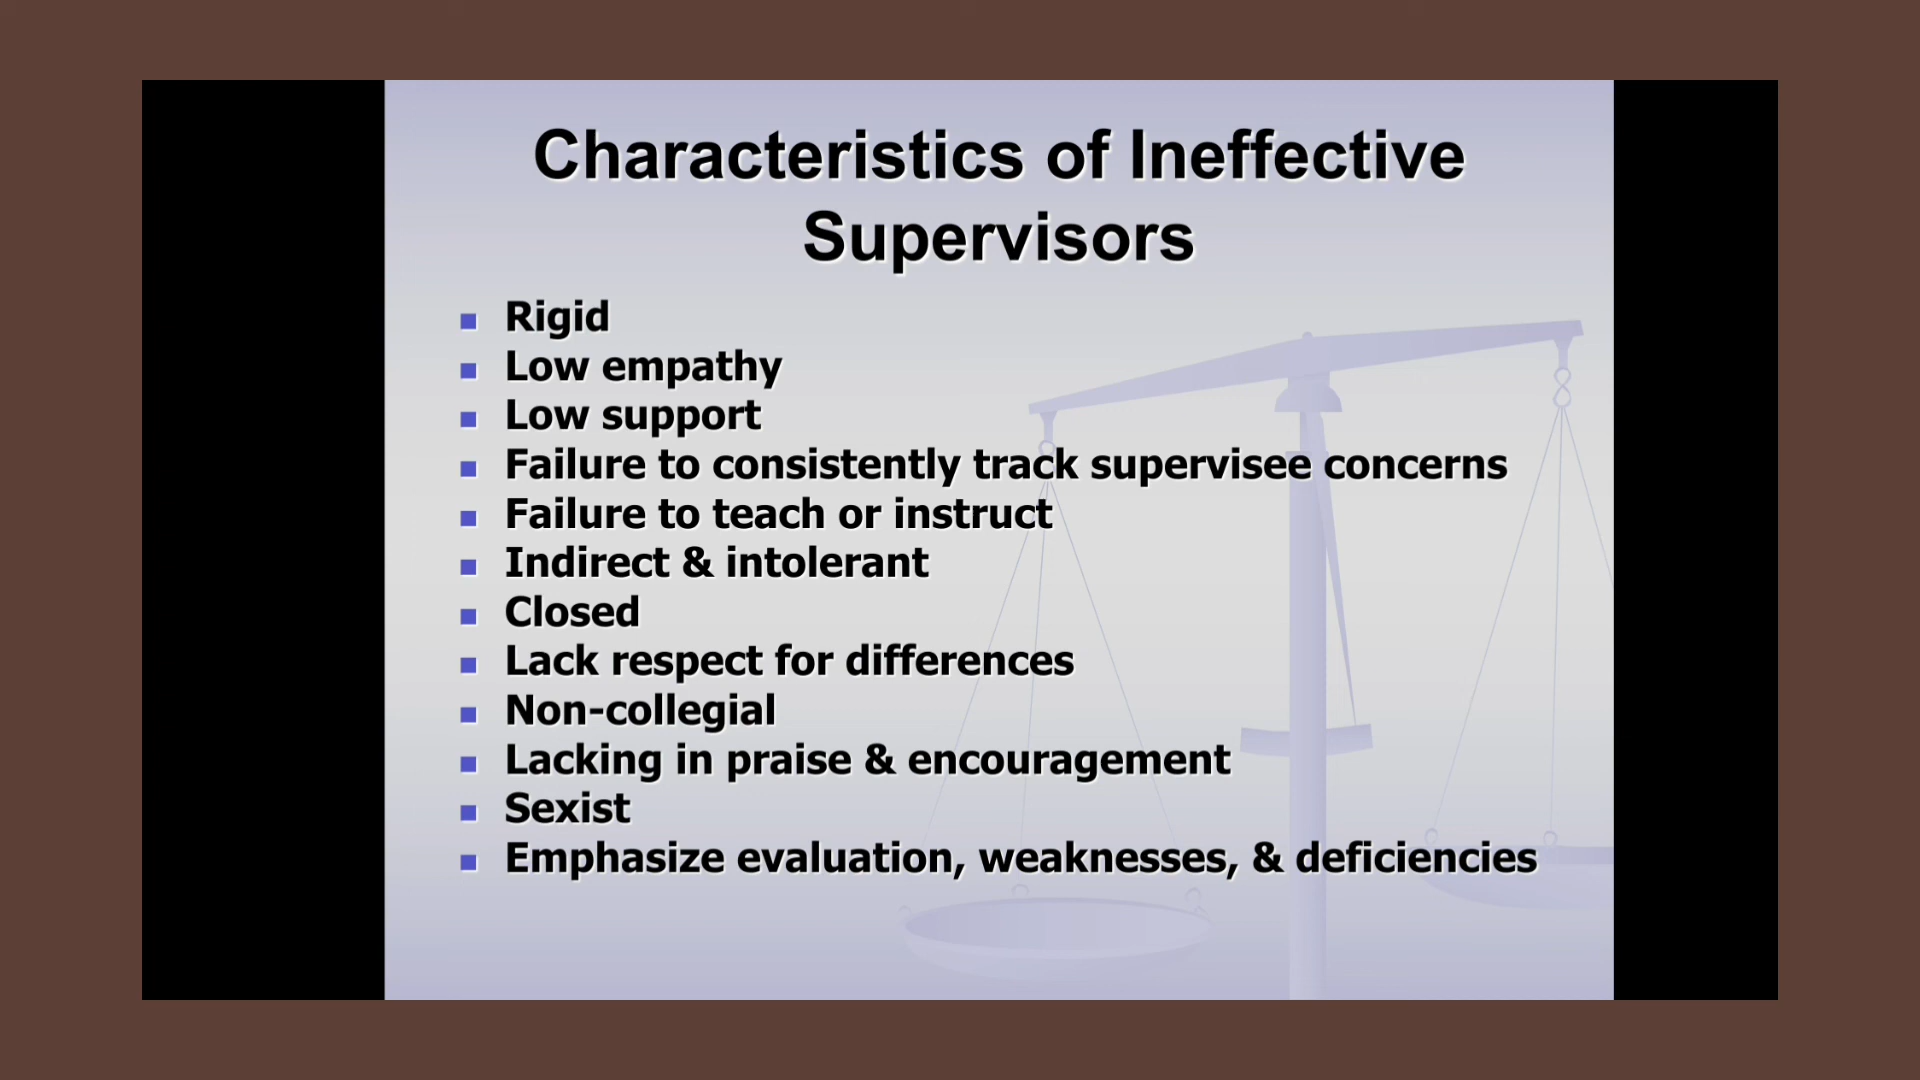 Characteristics of Ineffective
Supervisors
Rigid
Low empathy
Low support
Failure to consistently track supervisee concerns
Failure to teach or instruct
Indirect & intolerant
Closed
Lack respect for differences
Non-collegial
Lacking in praise & encouragement
Sexist
Emphasize evaluation, weaknesses, & deficiencies